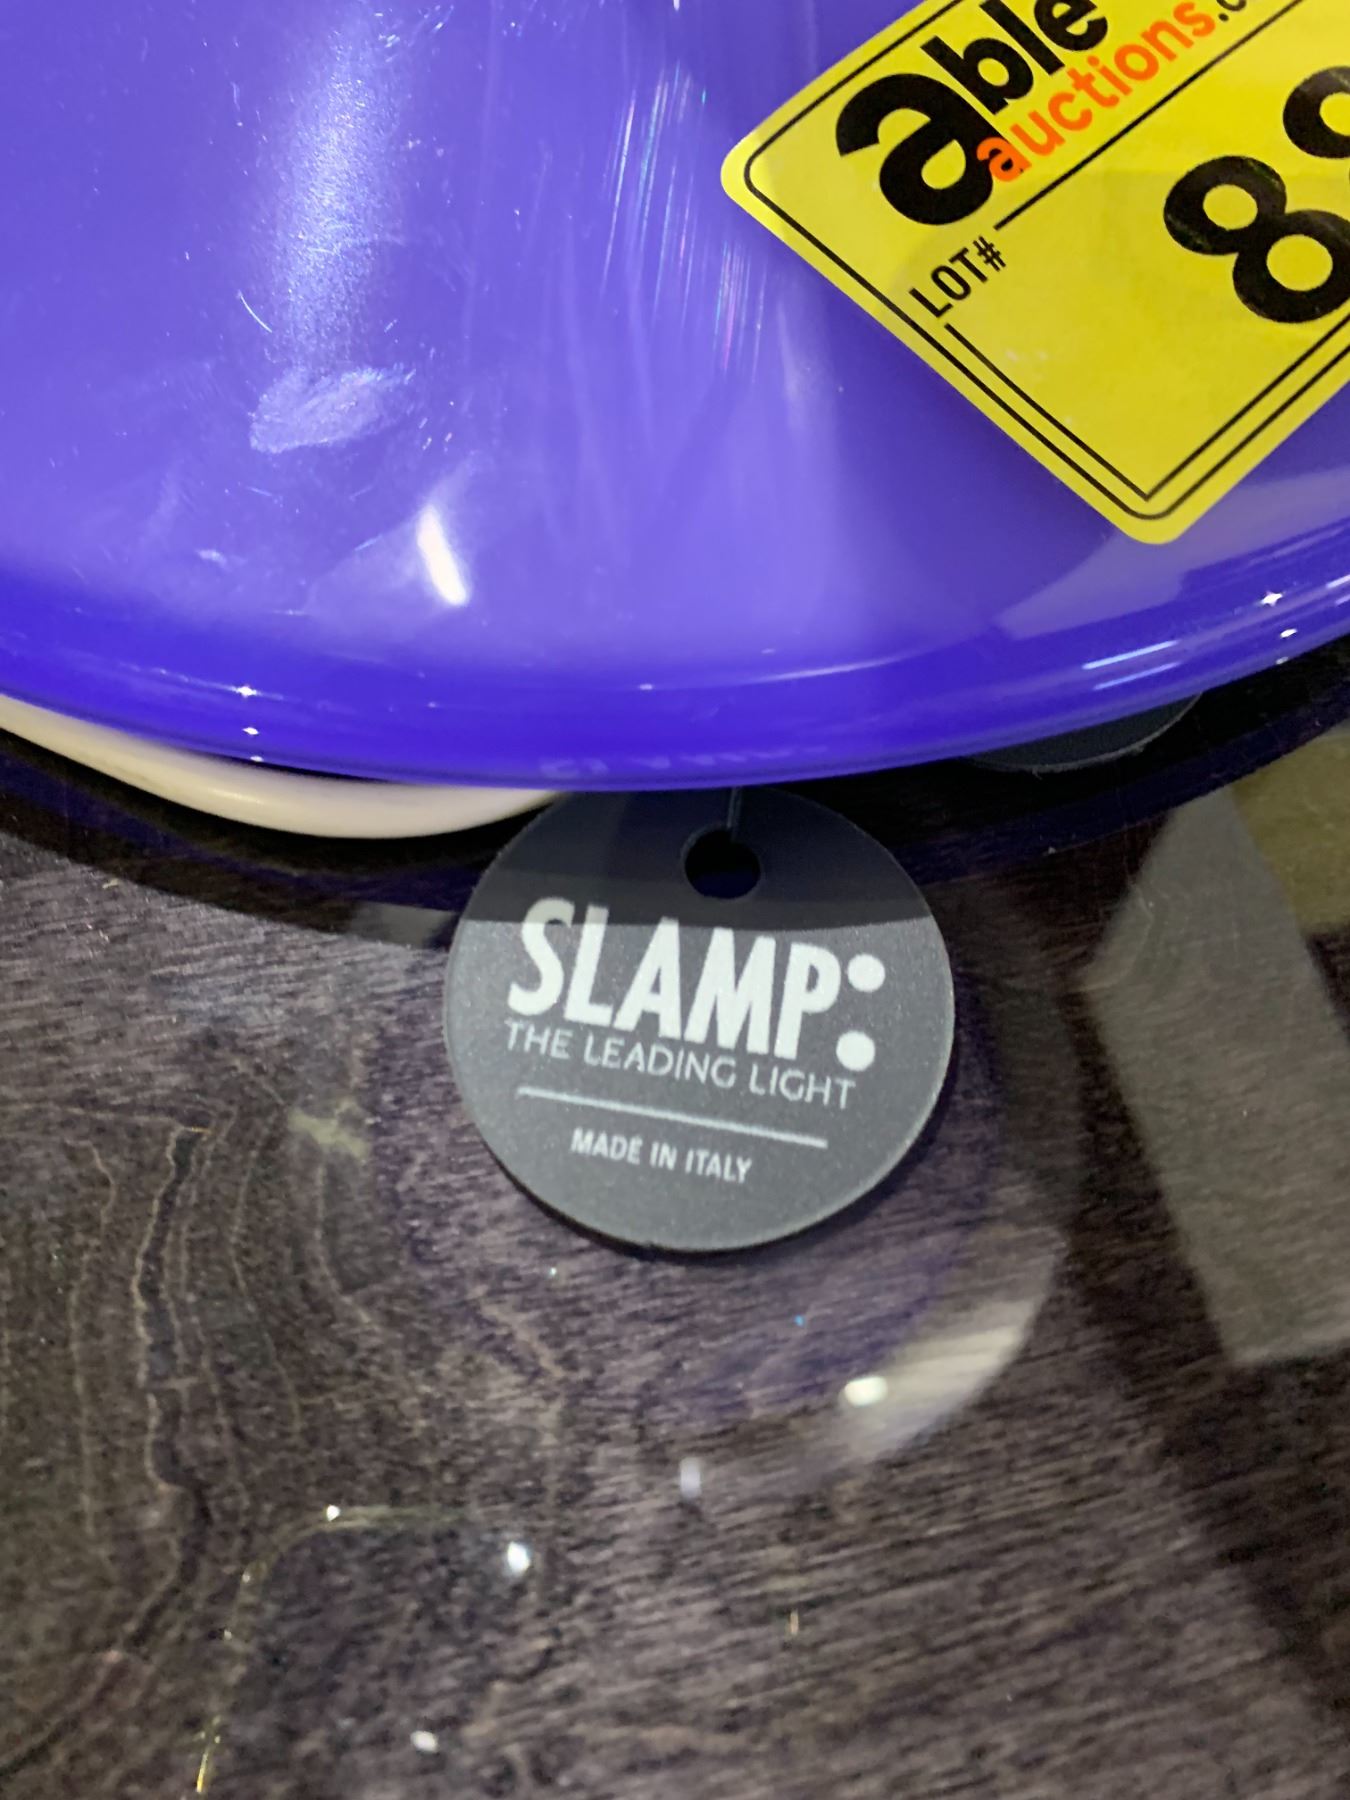 able
auctions.c
LOT#
8
SLAMP:
THE LEADING LIGHT
MADE IN ITALY